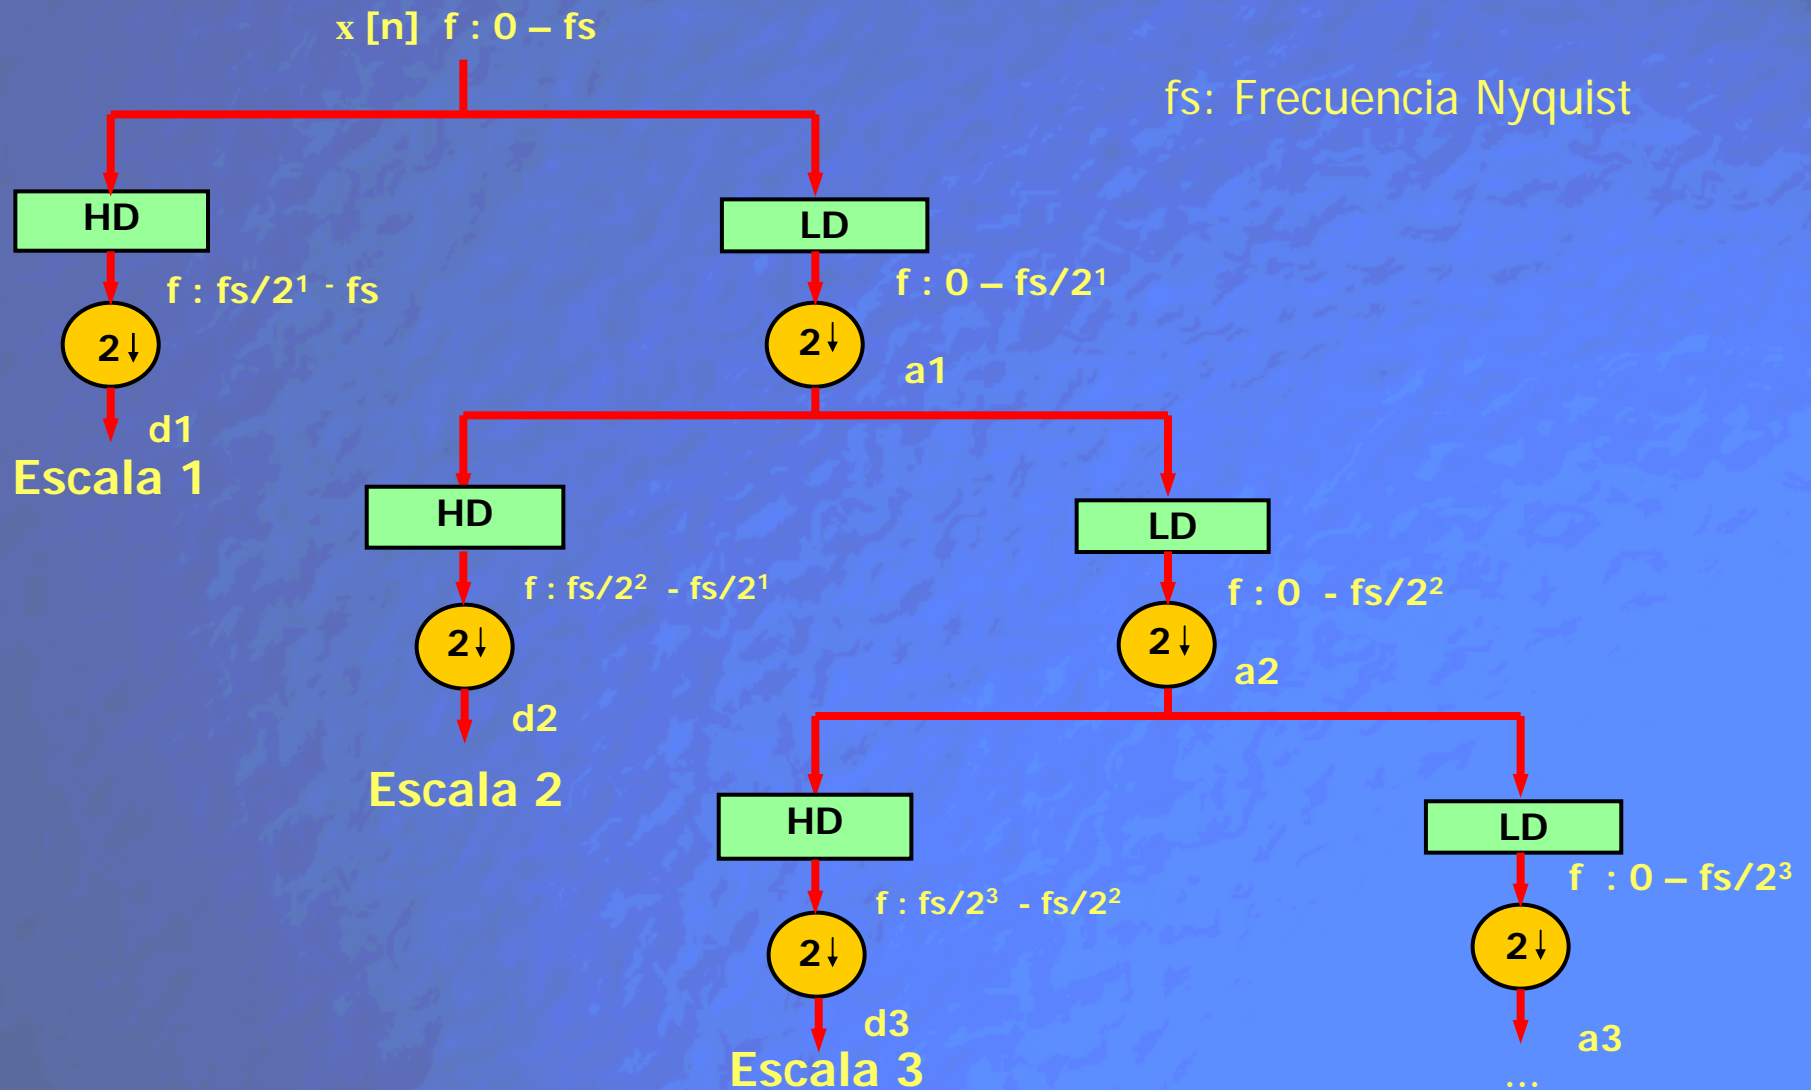 x [n] f : 0 – fs
fs: Frecuencia Nyquist
HD
LD
f : fs/2¹ - fs
f : 0 – fs/2¹
2↓
2↓
a1
d1
Escala 1
HD
LD
f : fs/2² - fs/2¹
f : 0 - fs/2²
2↓
2↓
a2
d2
Escala 2
HD
LD
f : fs/2³ - fs/2²
f : 0 – fs/2³
2↓
2↓
d3
a3
Escala 3
...